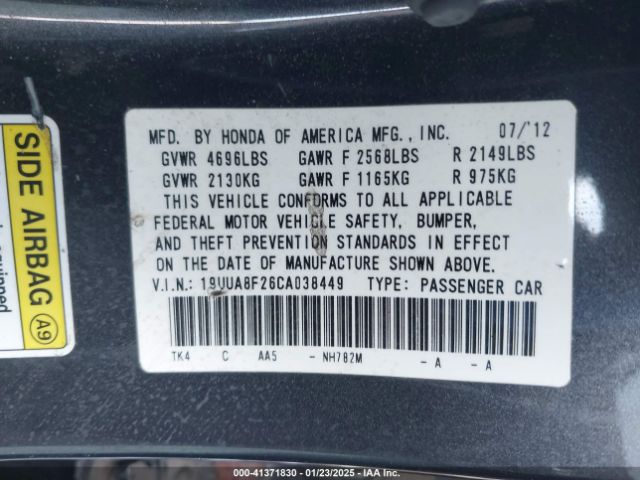 SIDE AIRBAG A9
equipped
MFD. BY HONDA OF AMERICA MFG., INC. 07/'12
GVWR 4696LBS GAWR F 2568LBS R 2149LBS
GVWR 2130KG GAWR F 1165KG R 975KG
THIS VEHICLE CONFORMS TO ALL APPLICABLE
FEDERAL MOTOR VEHICLE SAFETY, BUMPER,
AND THEFT PREVENTION STANDARDS IN EFFECT
ON THE DATE OF MANUFACTURE SHOWN ABOVE.
V.I.N.: 19UUA8F26CA038449 TYPE: PASSENGER CAR
TK4 C AA5 - NH782M - A - A
000-41371830 - 01/23/2025 - IAAI.COM